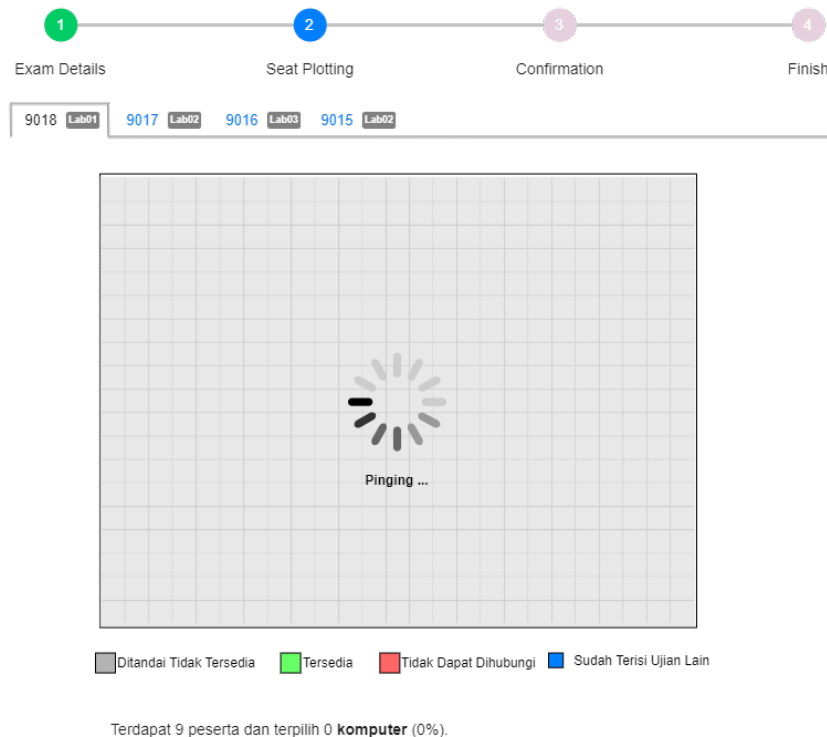 1 2 3 4
Exam Details Seat Plotting Confirmation Finish
9018 Lab01 9017 Lab02 9016 Lab03 9015 Lab02
Pinging ...
Ditandai Tidak Tersedia Tersedia Tidak Dapat Dihubungi Sudah Terisi Ujian Lain
Terdapat 9 peserta dan terpilih 0 komputer (0%).